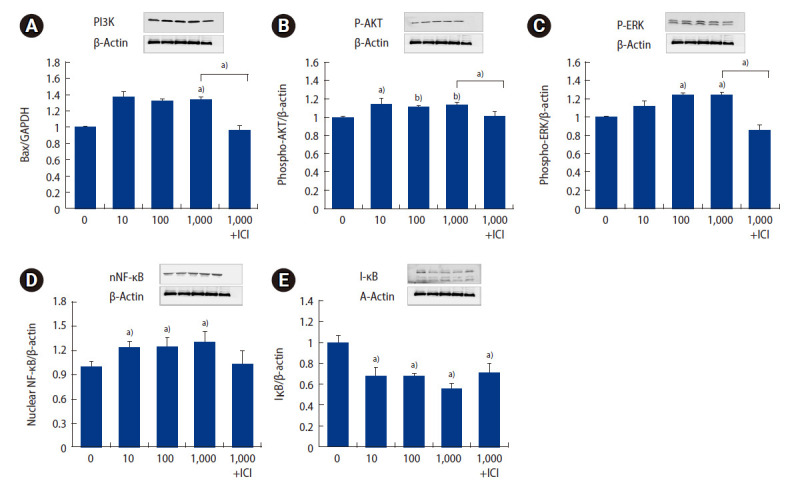 A
PI3K
β-Actin
Bax/GAPDH
1.8
1.6
1.4
1.2
1
0.8
0.6
0.4
0.2
0
a)
a)
0 10 100 1,000 1,000
+ICI
B
P-AKT
β-Actin
Phospho-AKT/β-actin
1.6
1.4
1.2
1
0.8
0.6
0.4
0.2
0
a)
a) b) b)
0 10 100 1,000 1,000
+ICI
C
P-ERK
β-Actin
Phospho-ERK/β-actin
1.6
1.4
1.2
1
0.8
0.6
0.4
0.2
0
a)
a) a)
0 10 100 1,000 1,000
+ICI
D
nNF-κB
β-Actin
Nuclear NF-κB/β-actin
1.8
1.5
1.2
0.9
0.3
0
a) a) a)
0 10 100 1,000 1,000
+ICI
E
I-κB
A-Actin
IκB/β-actin
1.4
1.2
1
0.8
0.6
0.4
0.2
0
a) a) a) a)
0 10 100 1,000 1,000
+ICI